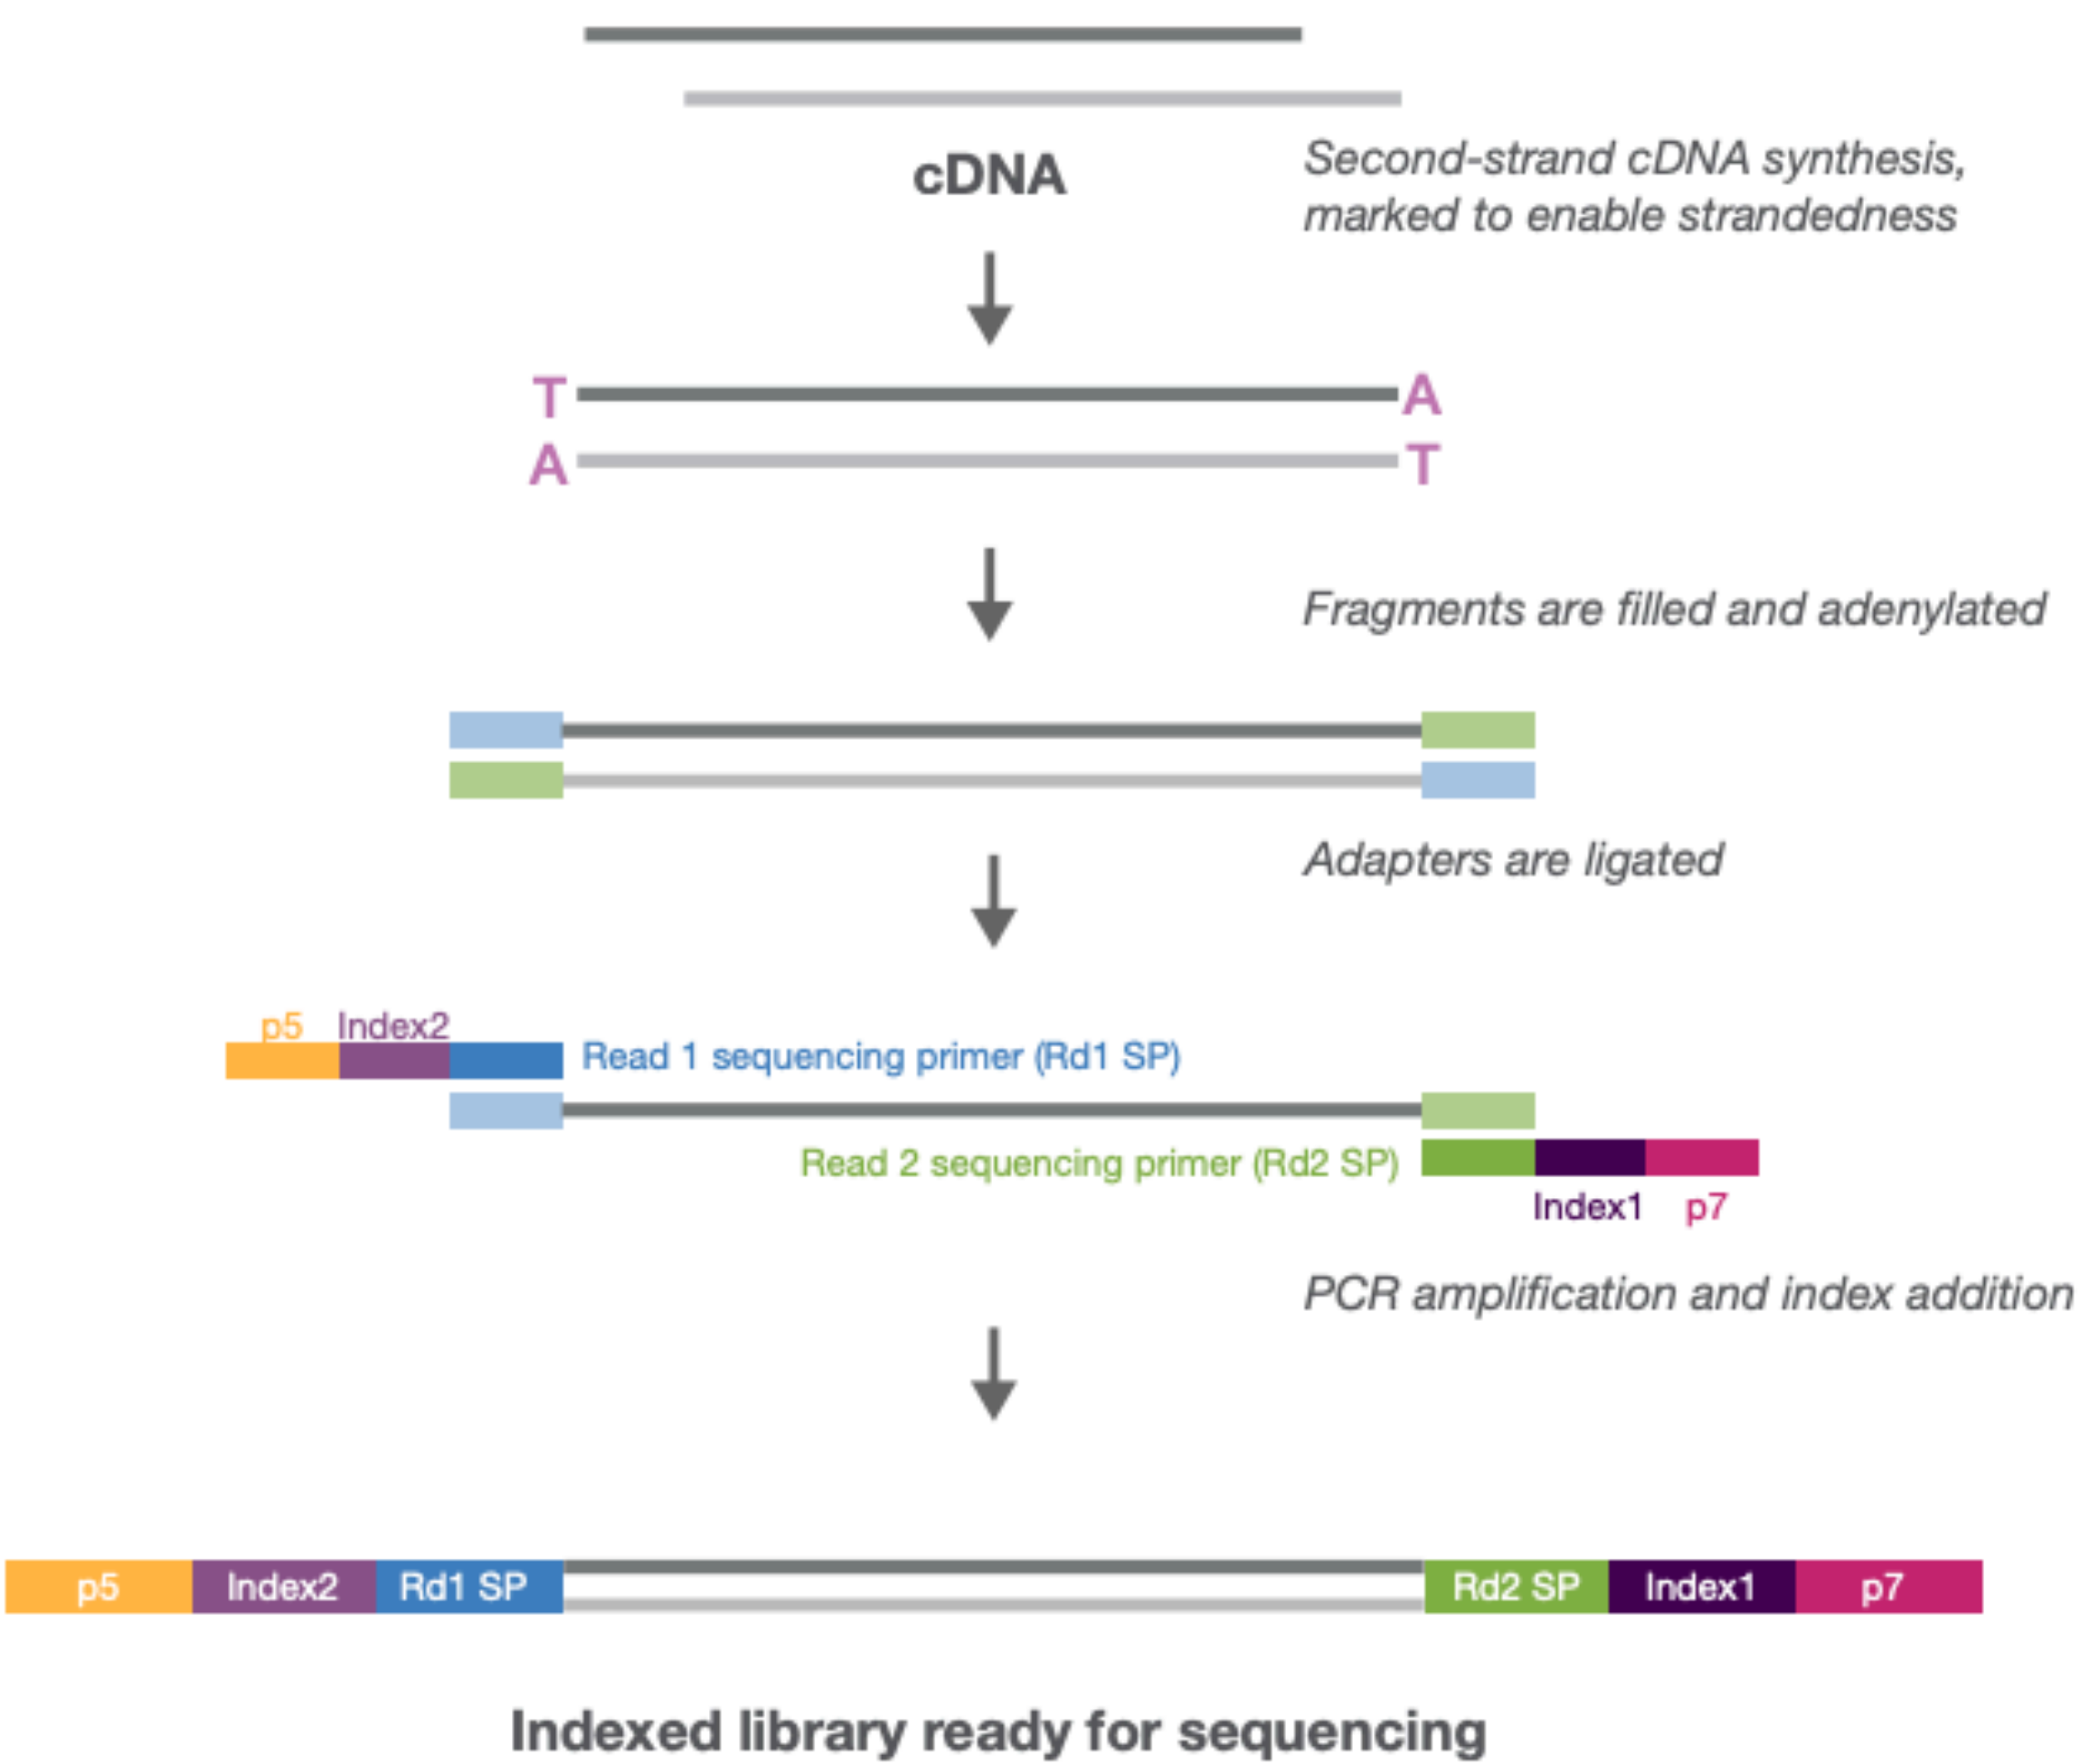 cDNA
Second-strand cDNA synthesis,
marked to enable strandedness
T A
A T
Fragments are filled and adenylated
Adapters are ligated
p5 Index2
Read 1 sequencing primer (Rd1 SP)
Read 2 sequencing primer (Rd2 SP)
Index1 p7
PCR amplification and index addition
p5 Index2 Rd1 SP Rd2 SP Index1 p7
Indexed library ready for sequencing